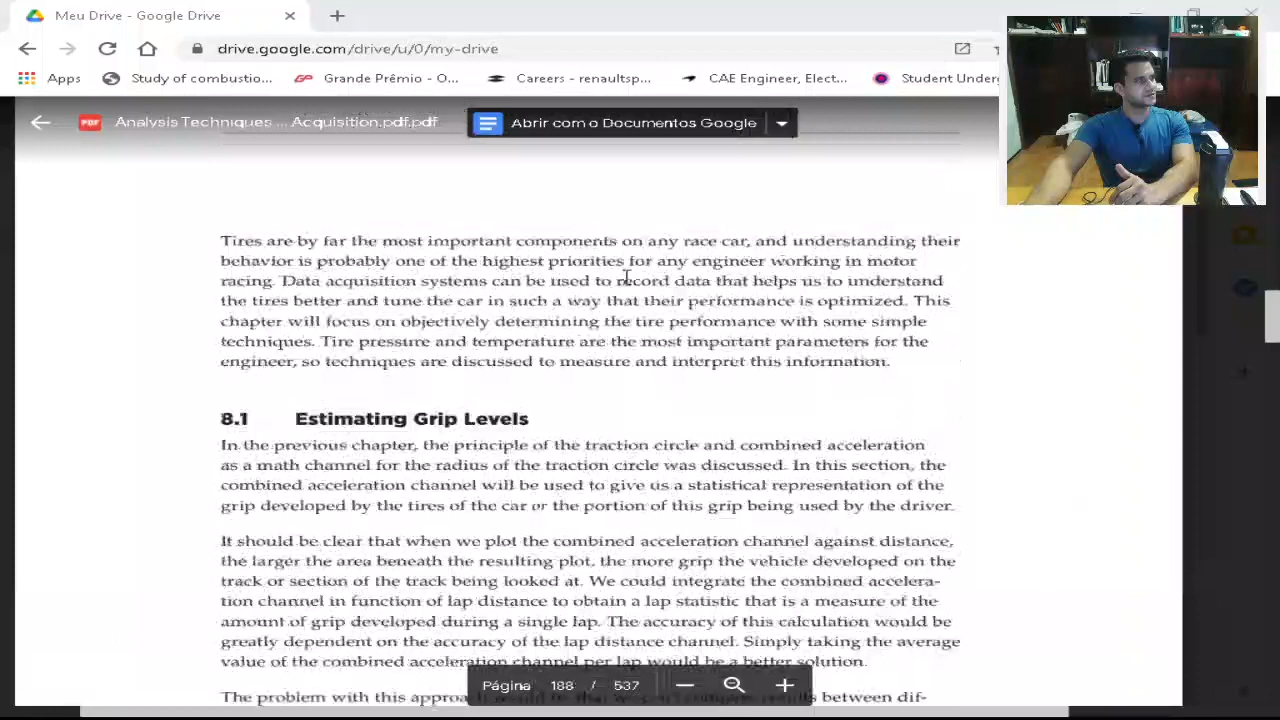 Meu Drive - Google Drive
drive.google.com/drive/u/0/my-drive
Apps Study of combustio... Grande Prêmio - O... Careers - renaultsp... CAE Engineer, Elect... Student Underg
PDF Analysis Techniques ... Acquisition.pdf.pdf Abrir com o Documentos Google
Tires are by far the most important components on any race car, and understanding their
behavior is probably one of the highest priorities for any engineer working in motor
racing. Data acquisition systems can be used to record data that helps us to understand
the tires better and tune the car in such a way that their performance is optimized. This
chapter will focus on objectively determining the tire performance with some simple
techniques. Tire pressure and temperature are the most important parameters for the
engineer, so techniques are discussed to measure and interpret this information.
8.1 Estimating Grip Levels
In the previous chapter, the principle of the traction circle and combined acceleration
as a math channel for the radius of the traction circle was discussed. In this section, the
combined acceleration channel will be used to give us a statistical representation of the
grip developed by the tires of the car or the portion of this grip being used by the driver.
It should be clear that when we plot the combined acceleration channel against distance,
the larger the area beneath the resulting plot, the more grip the vehicle developed on the
track or section of the track being looked at. We could integrate the combined accelera-
tion channel in function of lap distance to obtain a lap statistic that is a measure of the
amount of grip developed during a single lap. The accuracy of this calculation would be
greatly dependent on the accuracy of the lap distance channel. Simply taking the average
value of the combined acceleration channel per lap would be a better solution.
The problem with this between dif-
Página 188 / 537